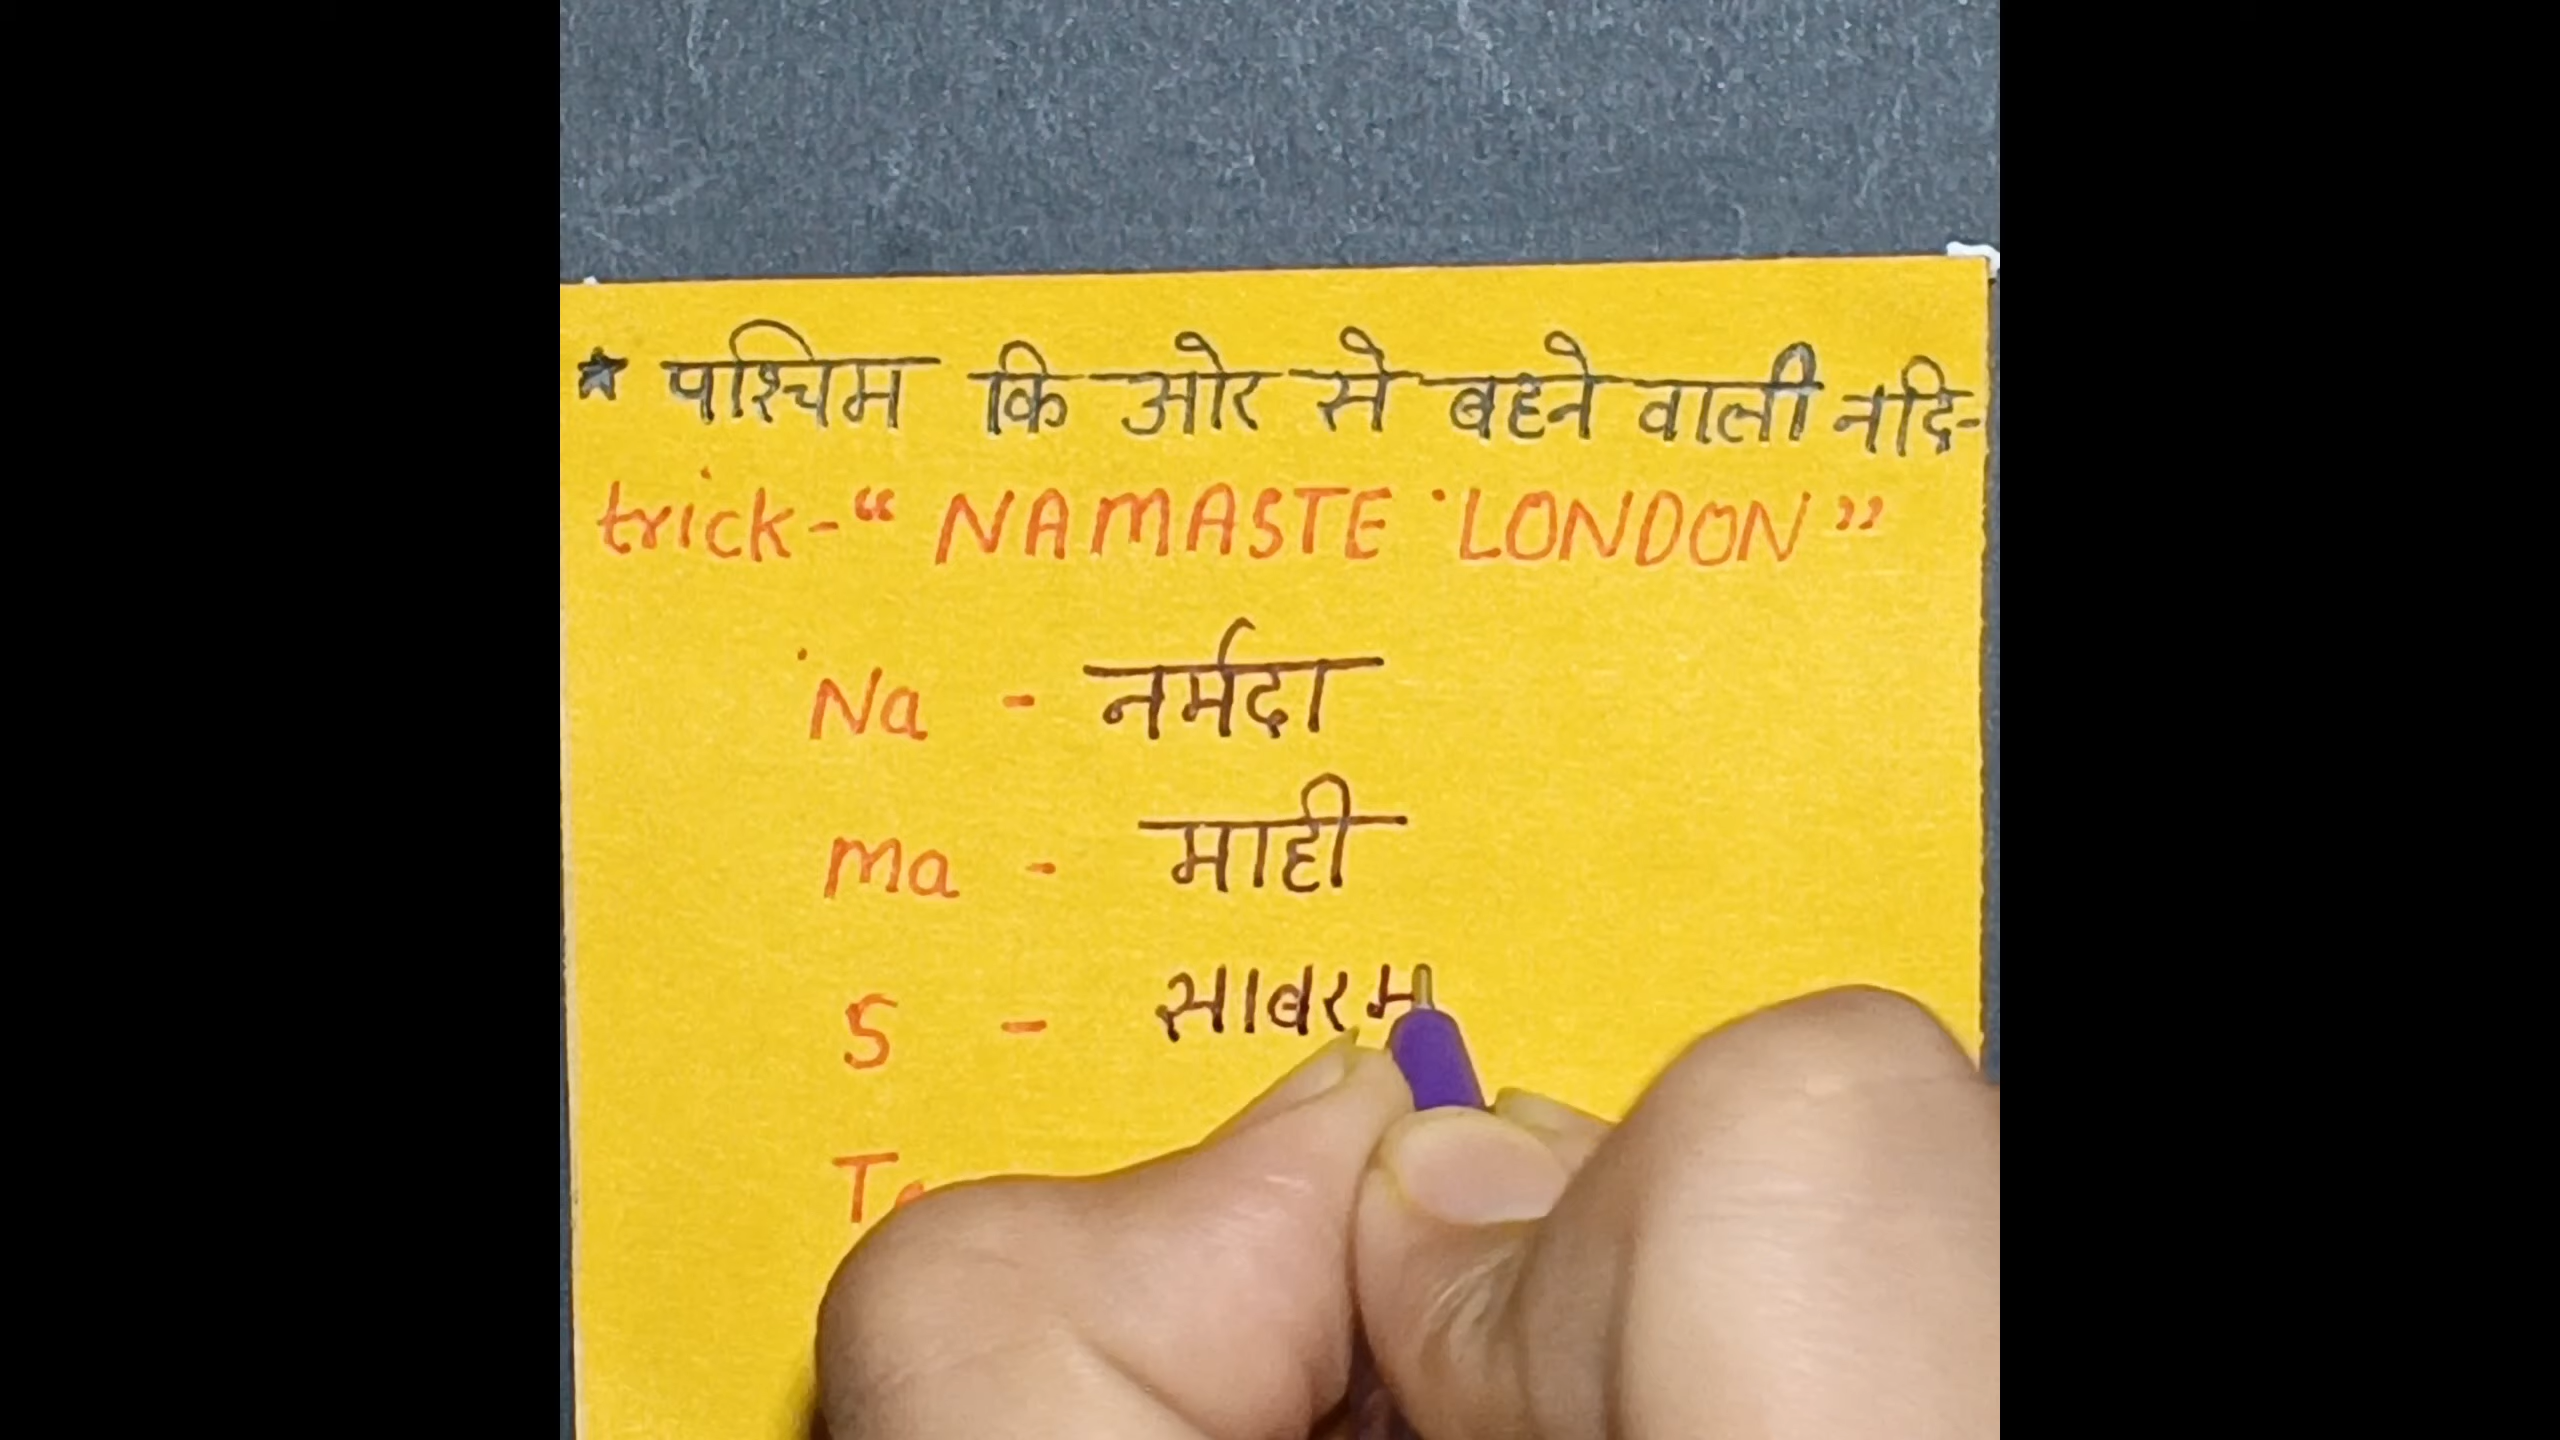 ★ पश्चिम कि ओर से बहने वाली नदि-
trick-“ NAMASTE LONDON”
Na - नर्मदा
Ma - माही
S - साबरम